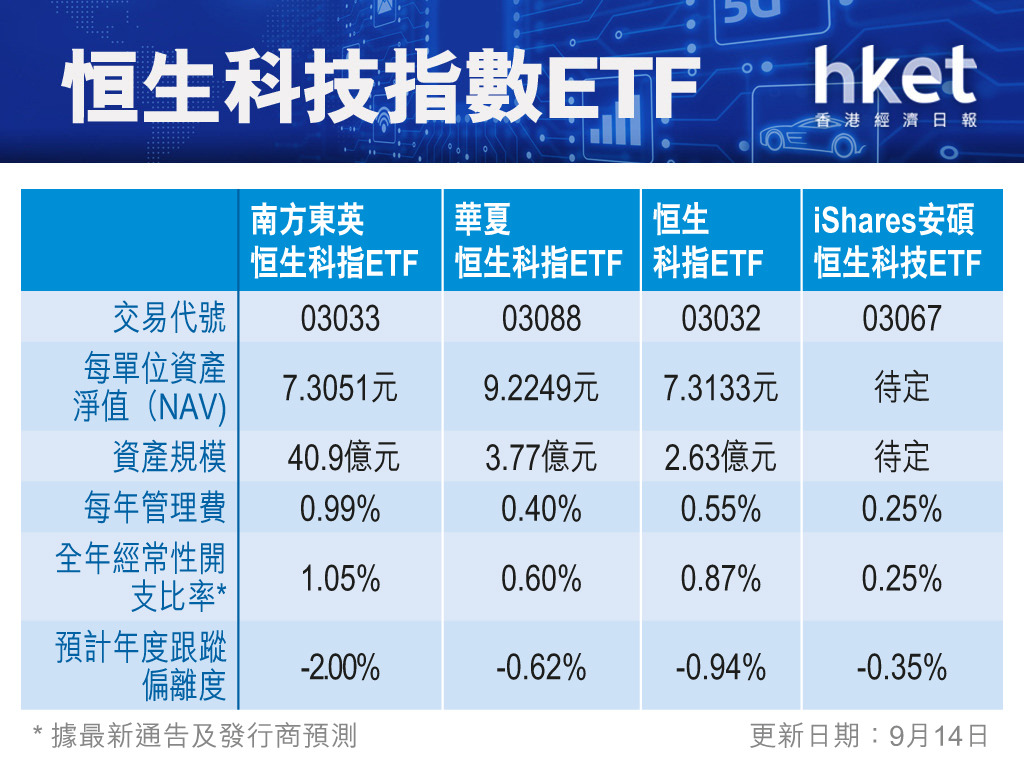 5G
恒生科技指數ETF
hket
香港經濟日報
南方東英 華夏 恒生 iShares安碩
恒生科指ETF 恒生科指ETF 科指ETF 恒生科技ETF
交易代號 03033 03088 03032 03067
每單位資產
淨值（NAV) 7.3051元 9.2249元 7.3133元 待定
資產規模 40.9億元 3.77億元 2.63億元 待定
每年管理費 0.99% 0.40% 0.55% 0.25%
全年經常性開
支比率* 1.05% 0.60% 0.87% 0.25%
預計年度跟蹤
偏離度 -2.00% -0.62% -0.94% -0.35%
* 據最新通告及發行商預測 更新日期：9月14日